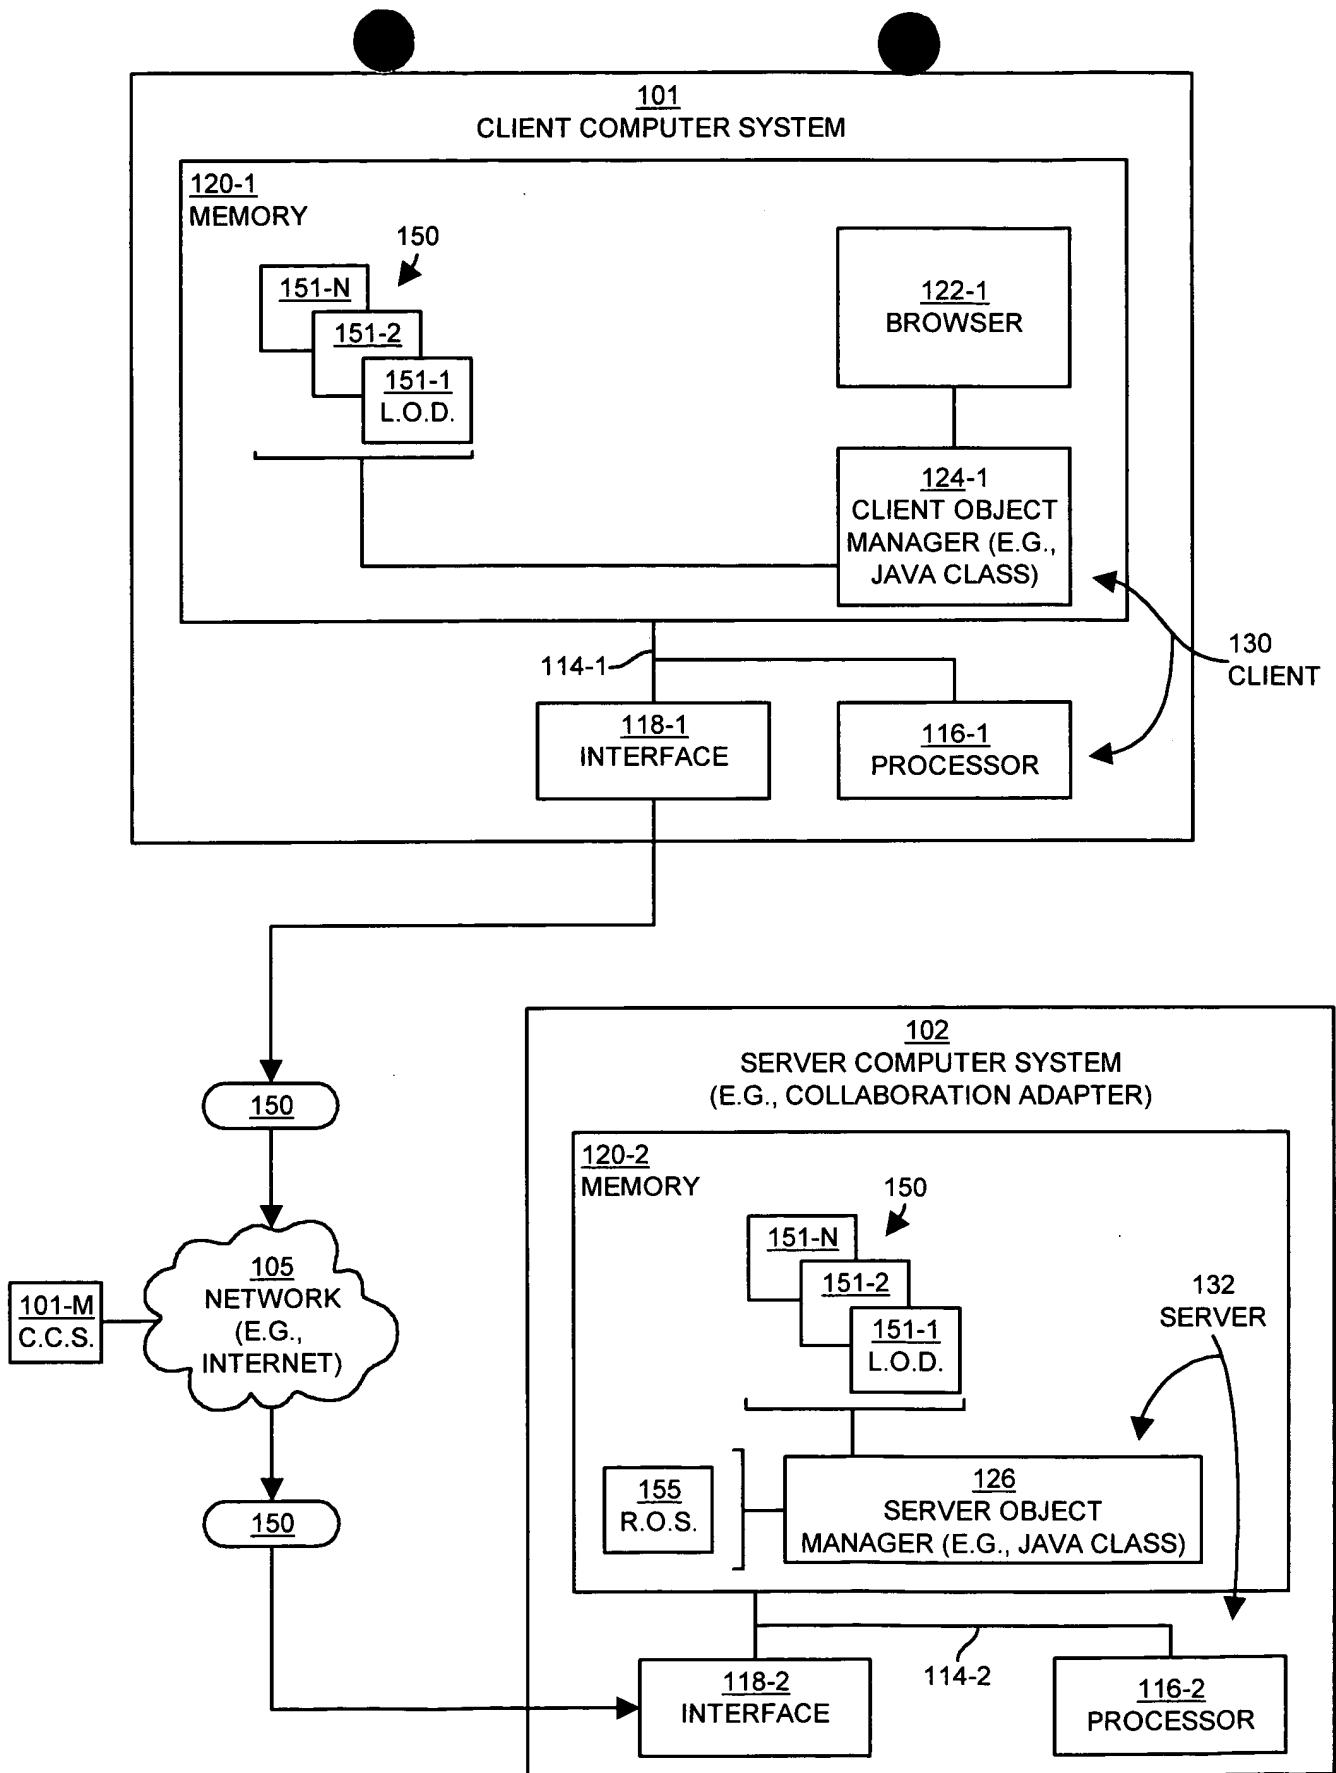 101
CLIENT COMPUTER SYSTEM
120-1
MEMORY
150
151-N
151-2
151-1
L.O.D.
122-1
BROWSER
124-1
CLIENT OBJECT
MANAGER (E.G.,
JAVA CLASS)
130
CLIENT
114-1
118-1
INTERFACE
116-1
PROCESSOR
150
105
NETWORK
(E.G.,
INTERNET)
101-M
C.C.S.
150
102
SERVER COMPUTER SYSTEM
(E.G., COLLABORATION ADAPTER)
120-2
MEMORY
150
151-N
151-2
151-1
L.O.D.
132
SERVER
155
R.O.S.
126
SERVER OBJECT
MANAGER (E.G., JAVA CLASS)
114-2
118-2
INTERFACE
116-2
PROCESSOR